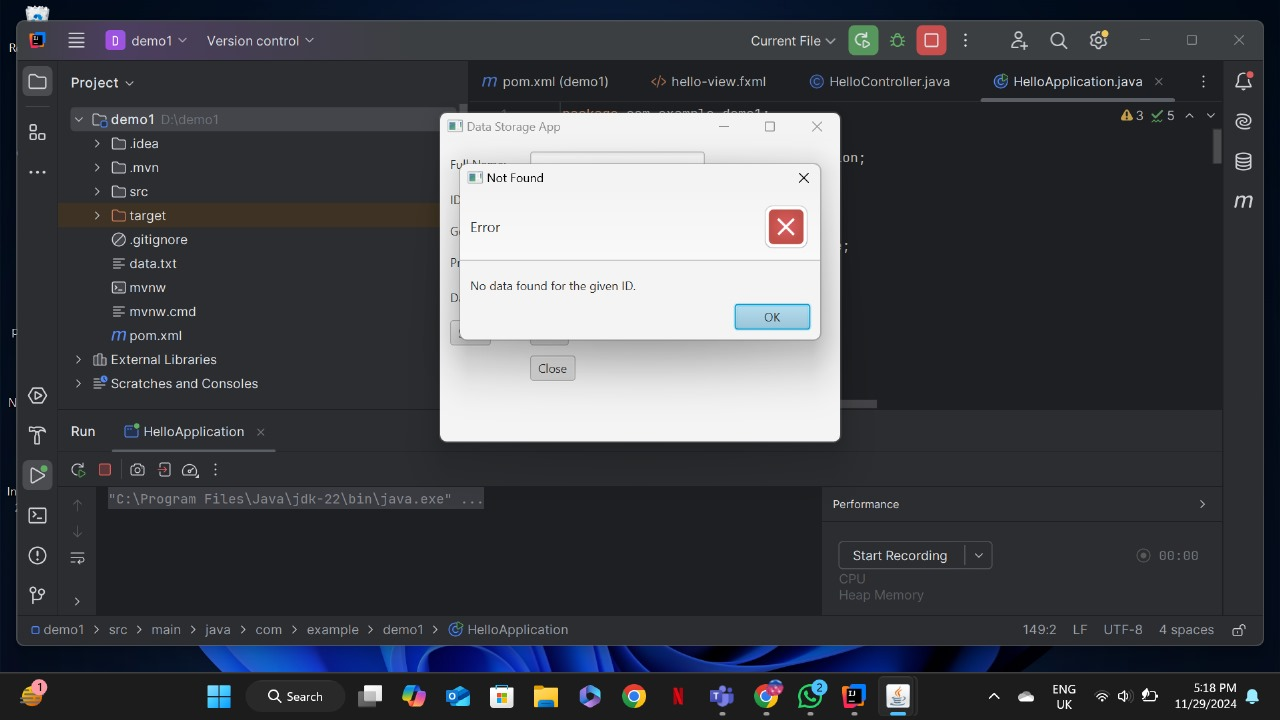 D demo1
Version control
Current File
Project
pom.xml (demo1)
hello-view.fxml
HelloController.java
HelloApplication.java
demo1 D:\demo1
3 5
.idea
.mvn
src
target
.gitignore
data.txt
mvnw
mvnw.cmd
pom.xml
External Libraries
Scratches and Consoles
Data Storage App
Not Found
Error
No data found for the given ID.
OK
Close
Run
HelloApplication
"C:\Program Files\Java\jdk-22\bin\java.exe" ...
Performance
Start Recording
00:00
CPU
Heap Memory
demo1 > src > main > java > com > example > demo1 > HelloApplication
149:2 LF UTF-8 4 spaces
1
Search
2
ENG
UK
5:18 PM
11/29/2024